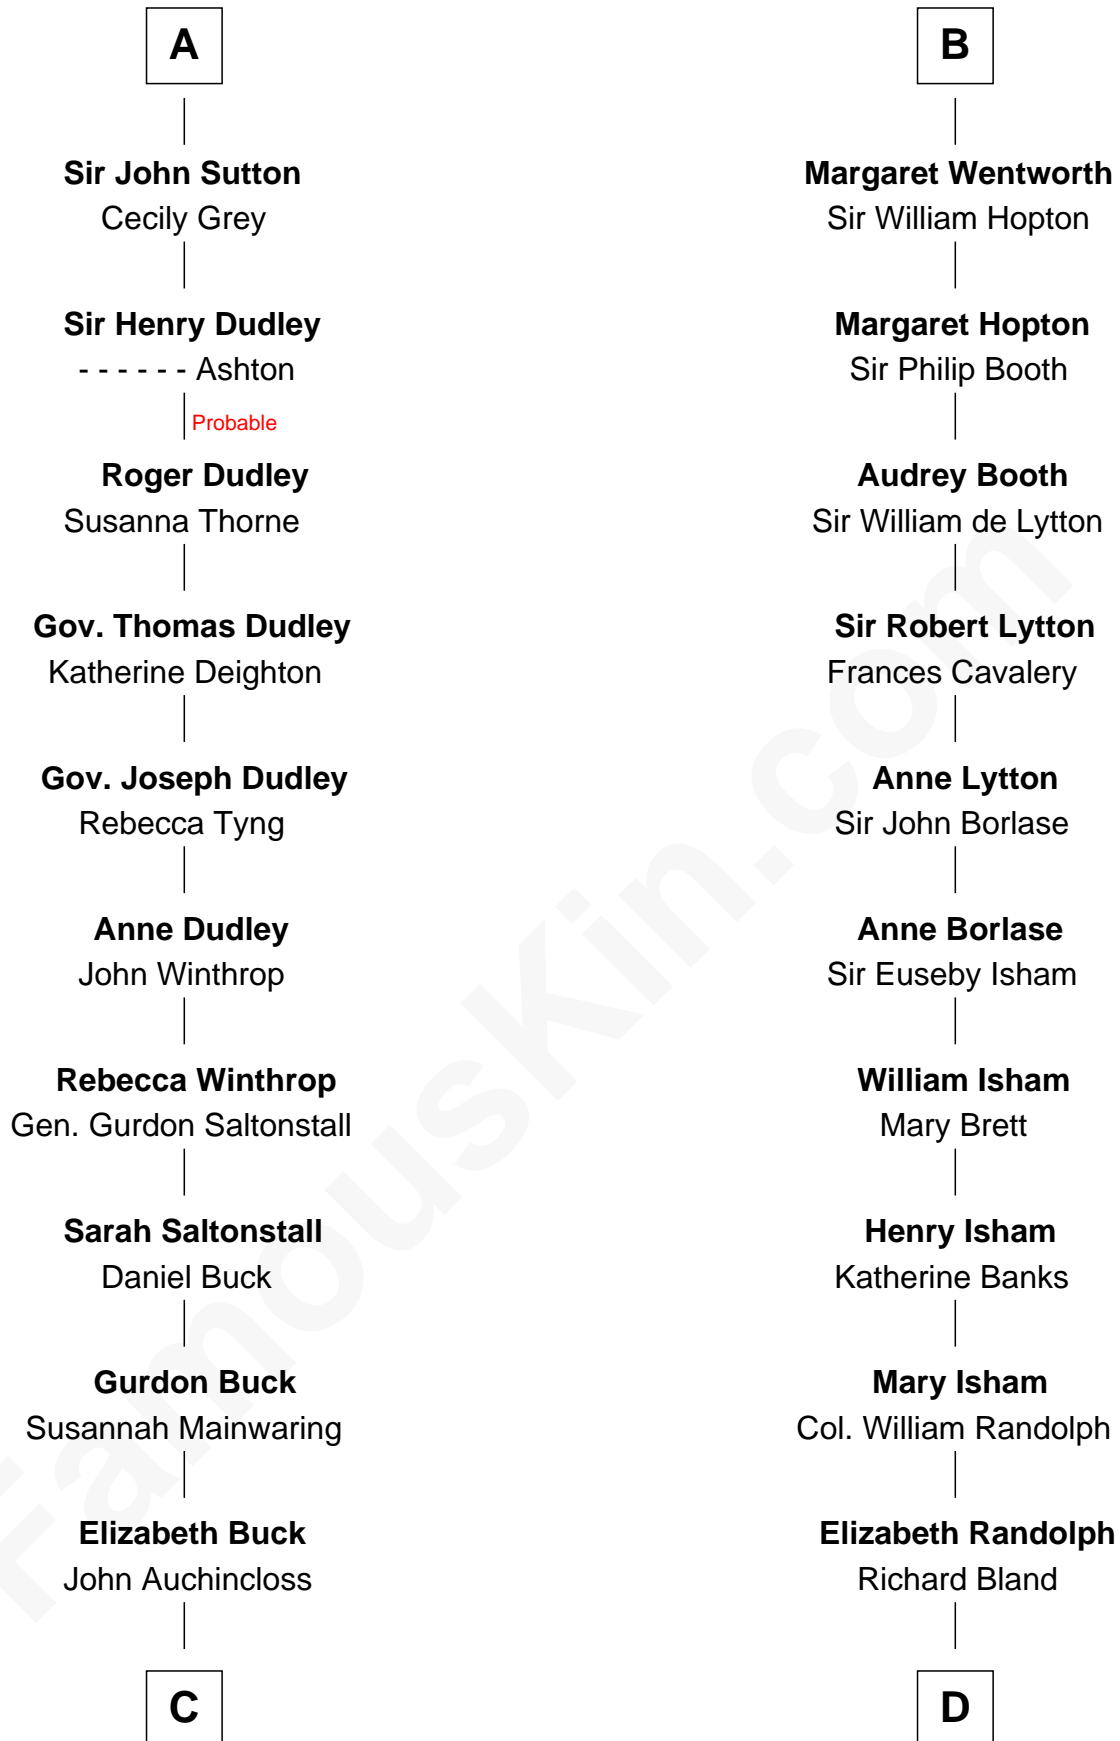 A
Sir John Sutton
Cecily Grey
Sir Henry Dudley
- - - - - - Ashton
Probable
Roger Dudley
Susanna Thorne
Gov. Thomas Dudley
Katherine Deighton
Gov. Joseph Dudley
Rebecca Tyng
Anne Dudley
John Winthrop
Rebecca Winthrop
Gen. Gurdon Saltonstall
Sarah Saltonstall
Daniel Buck
Gurdon Buck
Susannah Mainwaring
Elizabeth Buck
John Auchincloss
C
B
Margaret Wentworth
Sir William Hopton
Margaret Hopton
Sir Philip Booth
Audrey Booth
Sir William de Lytton
Sir Robert Lytton
Frances Cavalery
Anne Lytton
Sir John Borlase
Anne Borlase
Sir Euseby Isham
William Isham
Mary Brett
Henry Isham
Katherine Banks
Mary Isham
Col. William Randolph
Elizabeth Randolph
Richard Bland
D
FamousKin.com